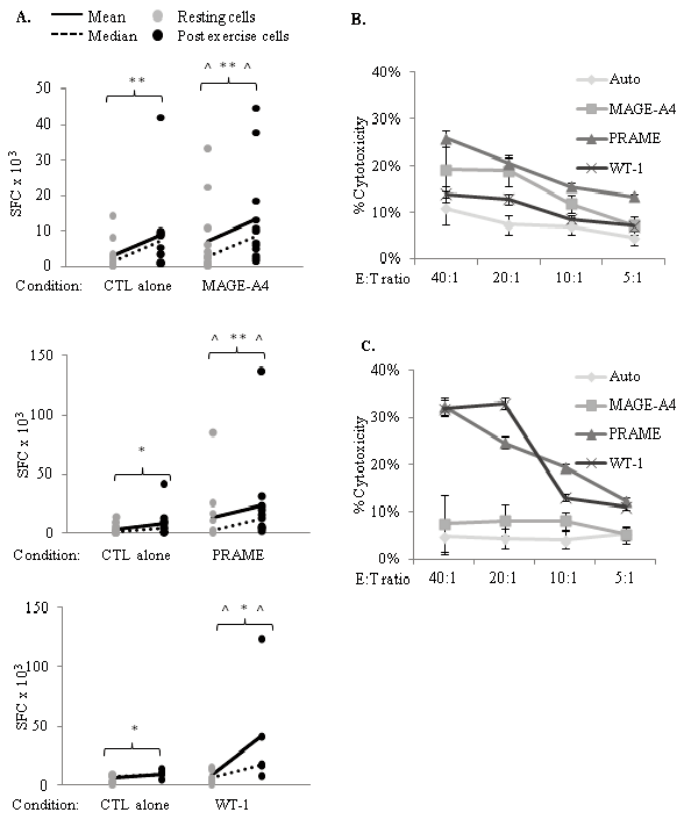 A.
Mean
Resting cells
Median
Post exercise cells
** ^ ** ^
50
40
30
20
10
0
SFC x 10³
Condition: CTL alone MAGE-A4
^ ** ^
*
150
100
50
0
SFC x 10³
Condition: CTL alone PRAME
^ * ^
*
150
100
50
0
SFC x 10³
Condition: CTL alone WT-1
B.
40%
30%
20%
10%
0%
%Cytotoxicity
Auto
MAGE-A4
PRAME
WT-1
E:T ratio 40:1 20:1 10:1 5:1
C.
40%
30%
20%
10%
0%
%Cytotoxicity
Auto
MAGE-A4
PRAME
WT-1
E:T ratio 40:1 20:1 10:1 5:1